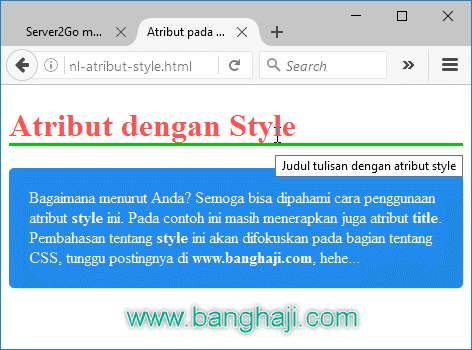 Server2Go m...
Atribut pada ...
nl-atribut-style.html
Search
Atribut dengan Style
Judul tulisan dengan atribut style
Bagaimana menurut Anda? Semoga bisa dipahami cara penggunaan
atribut style ini. Pada contoh ini masih menerapkan juga atribut title.
Pembahasan tentang style ini akan difokuskan pada bagian tentang
CSS, tunggu postingnya di www.banghaji.com, hehe...
www.banghaji.com